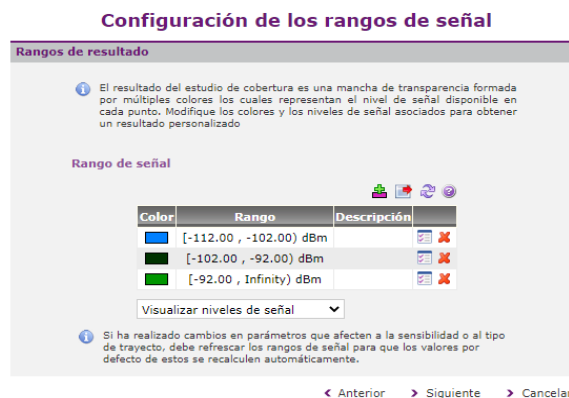 Configuración de los rangos de señal
Rangos de resultado
El resultado del estudio de cobertura es una mancha de transparencia formada
por múltiples colores los cuales representan el nivel de señal disponible en
cada punto. Modifique los colores y los niveles de señal asociados para obtener
un resultado personalizado
Rango de señal
Color Rango Descripción
[-112.00 , -102.00) dBm
[-102.00 , -92.00) dBm
[-92.00 , Infinity) dBm
Visualizar niveles de señal
Si ha realizado cambios en parámetros que afecten a la sensibilidad o al tipo
de trayecto, debe refrescar los rangos de señal para que los valores por
defecto de estos se recalculen automáticamente.
Anterior Siguiente Cancelar